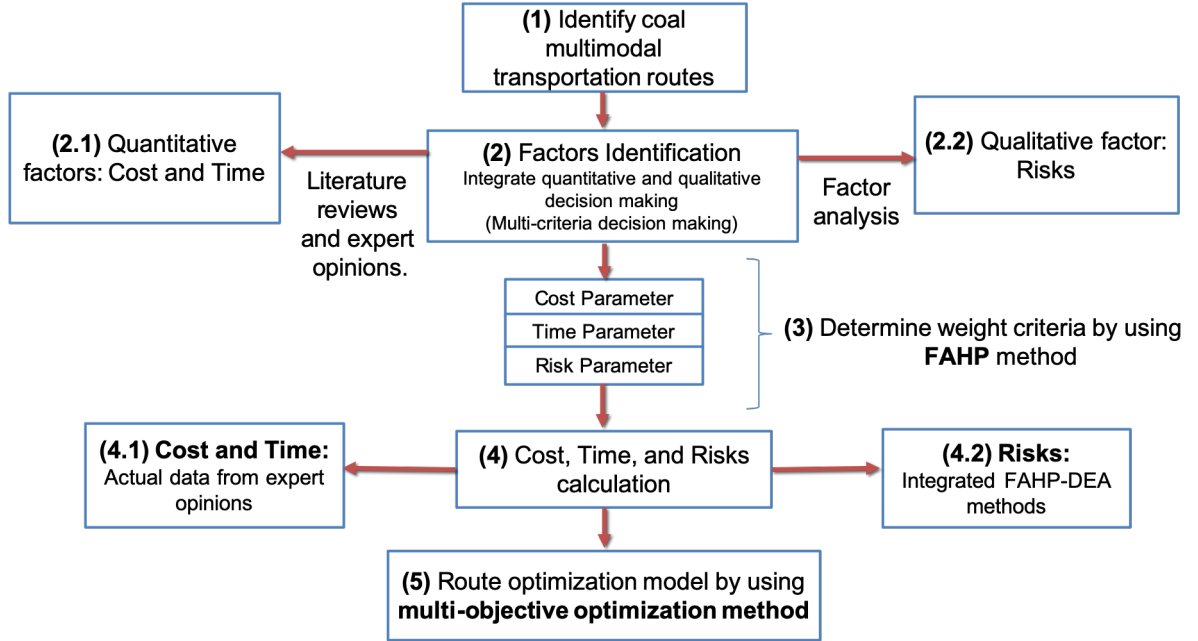 (1) Identify coal
multimodal
transportation routes
(2.1) Quantitative
factors: Cost and Time
(2) Factors Identification
Integrate quantitative and qualitative
decision making
(Multi-criteria decision making)
(2.2) Qualitative factor:
Risks
Literature
reviews
and expert
opinions.
Factor
analysis
Cost Parameter
Time Parameter
Risk Parameter
(3) Determine weight criteria by using
FAHP method
(4.1) Cost and Time:
Actual data from expert
opinions
(4) Cost, Time, and Risks
calculation
(4.2) Risks:
Integrated FAHP-DEA
methods
(5) Route optimization model by using
multi-objective optimization method